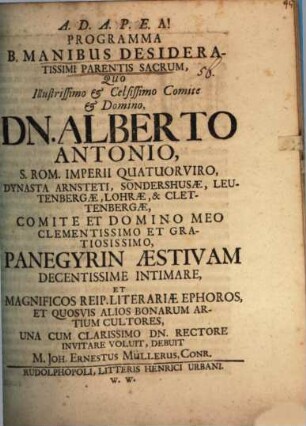 A. D. A. P. E. A!
PROGRAMMA
B. MANIBUS DESIDERA-
TISSIMI PARENTIS SACRUM,
Quo
Illustrissimo & Celsissimo Comite
& Domino,
DN. ALBERTO
ANTONIO,
S. ROM. IMPERII QUATUORVIRO,
DYNASTA ARNSTETI, SONDERSHUSÆ, LEU-
TENBERGÆ, LOHRÆ, & CLET-
TENBERGÆ,
COMITE ET DOMINO MEO
CLEMENTISSIMO ET GRA-
TIOSISSIMO,
PANEGYRIN ÆSTIVAM
DECENTISSIME INTIMARE,
ET
MAGNIFICOS REIP. LITERARIÆ EPHOROS,
ET QUOSVIS ALIOS BONARUM AR-
TIUM CULTORES,
UNA CUM CLARISSIMO DN. RECTORE
INVITARE VOLUIT, DEBUIT
M. JOH. ERNESTUS MÜLLERUS, CONR.
RUDOLPHOPOLI, LITTERIS HENRICI URBANI.
W. W.